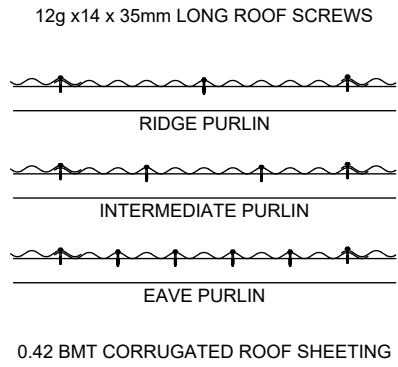 12g x14 x 35mm LONG ROOF SCREWS
RIDGE PURLIN
INTERMEDIATE PURLIN
EAVE PURLIN
0.42 BMT CORRUGATED ROOF SHEETING